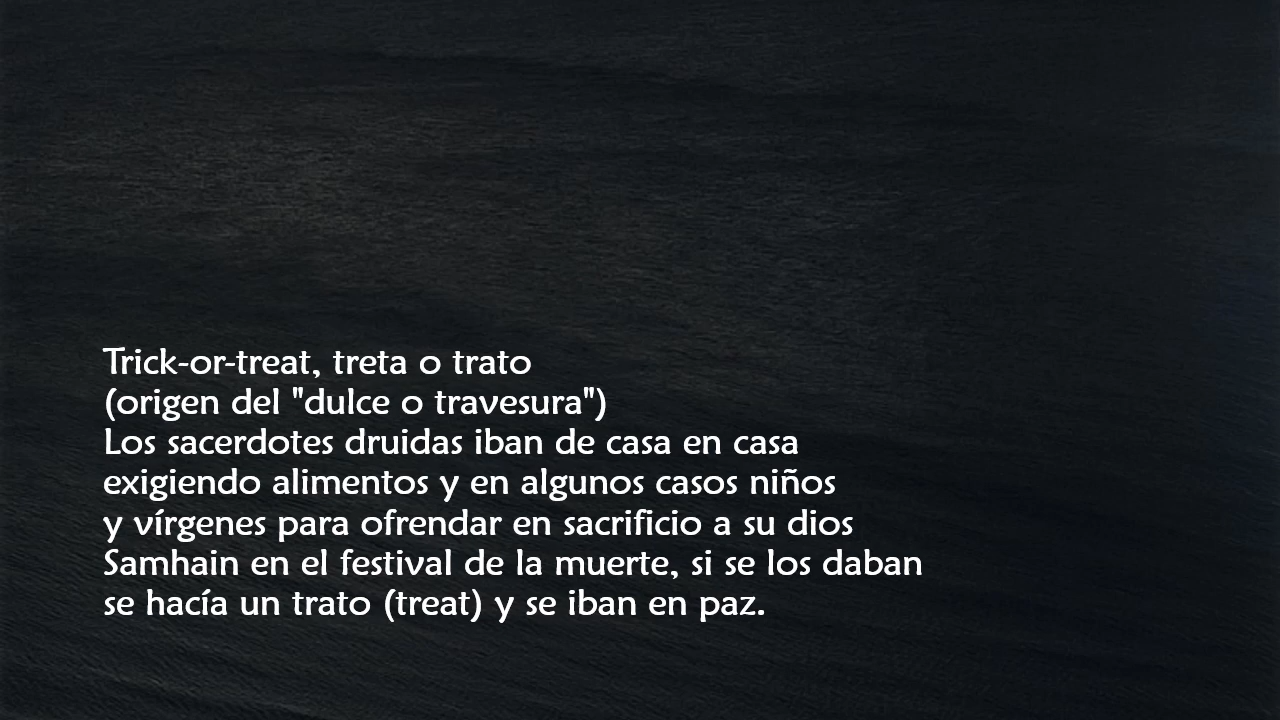 Trick-or-treat, treta o trato
(origen del "dulce o travesura")
Los sacerdotes druidas iban de casa en casa
exigiendo alimentos y en algunos casos niños
y vírgenes para ofrendar en sacrificio a su dios
Samhain en el festival de la muerte, si se los daban
se hacía un trato (treat) y se iban en paz.